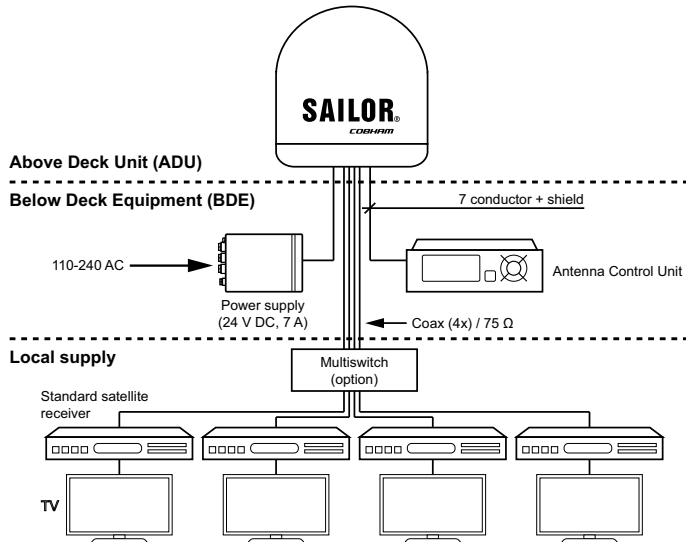 SAILOR®
COBHAM
Above Deck Unit (ADU)
Below Deck Equipment (BDE)
7 conductor + shield
110-240 AC
Antenna Control Unit
Power supply
(24 V DC, 7 A)
Coax (4x) / 75 Ω
Local supply
Multiswitch
(option)
Standard satellite
receiver
TV